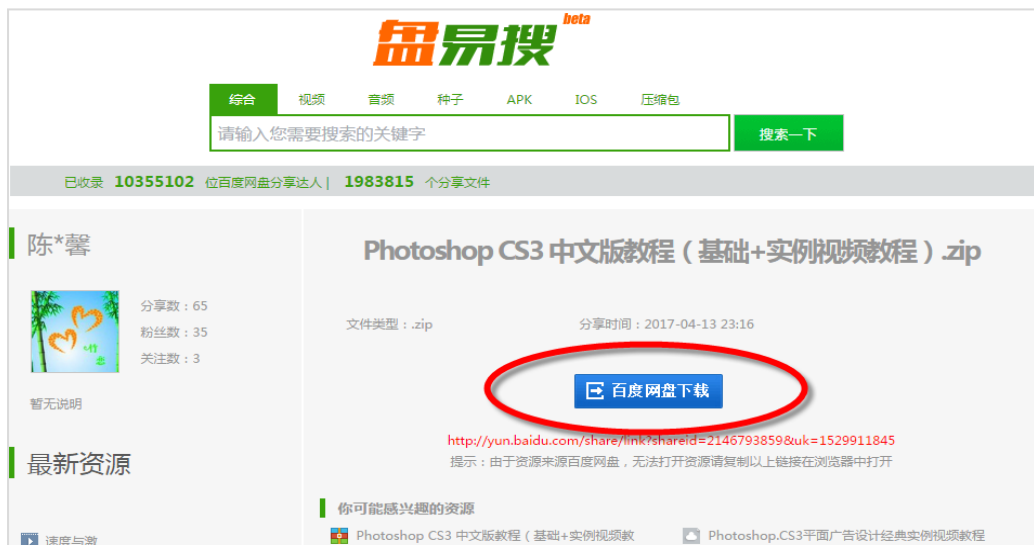 盘易搜 beta
综合 视频 音频 种子 APK IOS 压缩包
请输入您需要搜索的关键字 搜索一下
已收录 10355102 位百度网盘分享达人 | 1983815 个分享文件
陈*馨
分享数：65
粉丝数：35
关注数：3
暂无说明
最新资源
速度与激
Photoshop CS3 中文版教程（基础+实例视频教程）.zip
文件类型：.zip 分享时间：2017-04-13 23:16
百度网盘下载
http://yun.baidu.com/share/link?shareid=2146793859&uk=1529911845
提示：由于资源来源百度网盘，无法打开资源请复制以上链接在浏览器中打开
你可能感兴趣的资源
Photoshop CS3 中文版教程（基础+实例视频教 Photoshop.CS3平面广告设计经典实例视频教程